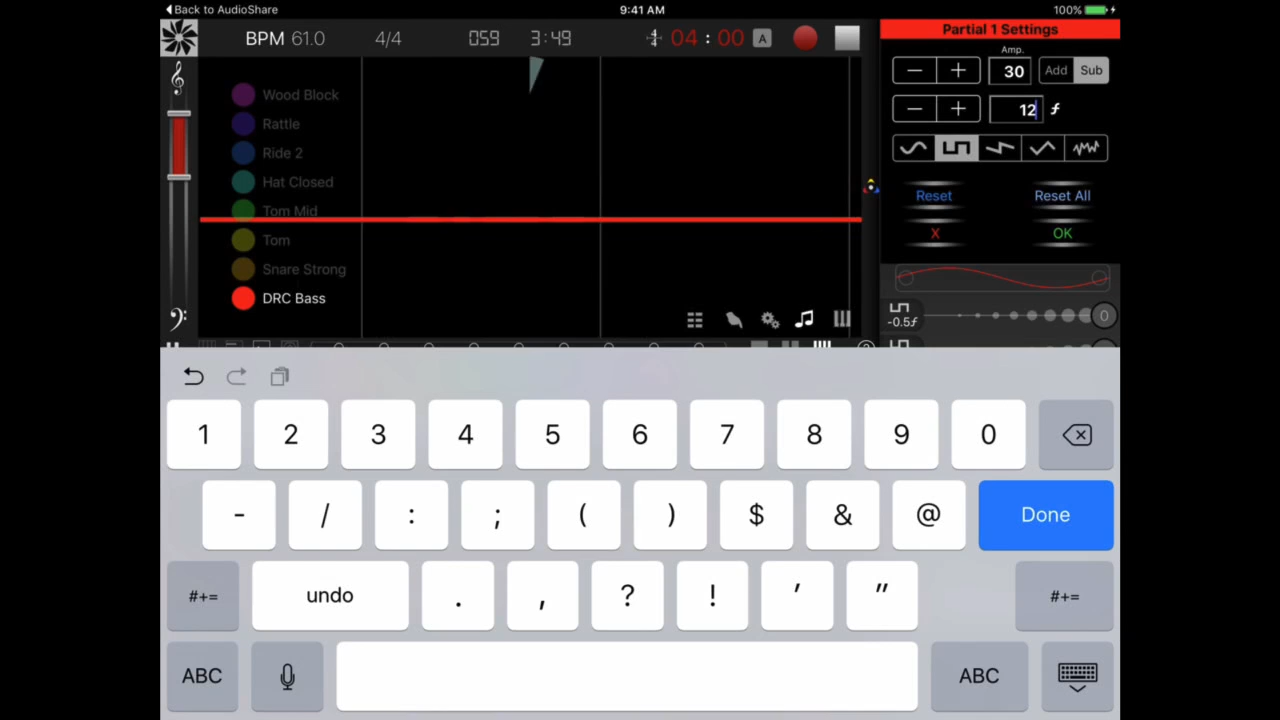 Back to AudioShare
9:41 AM
100%
BPM 61.0
4/4
059
3:49
4
04 : 00
A
Partial 1 Settings
Amp.
− + 30 Add Sub
− + 12 f
Reset Reset All
X OK
-0.5f
0
Wood Block
Rattle
Ride 2
Hat Closed
Tom Mid
Tom
Snare Strong
DRC Bass
1 2 3 4 5 6 7 8 9 0
- / : ; ( ) $ & @ Done
#+= undo . , ? ! ' " #+=
ABC ABC